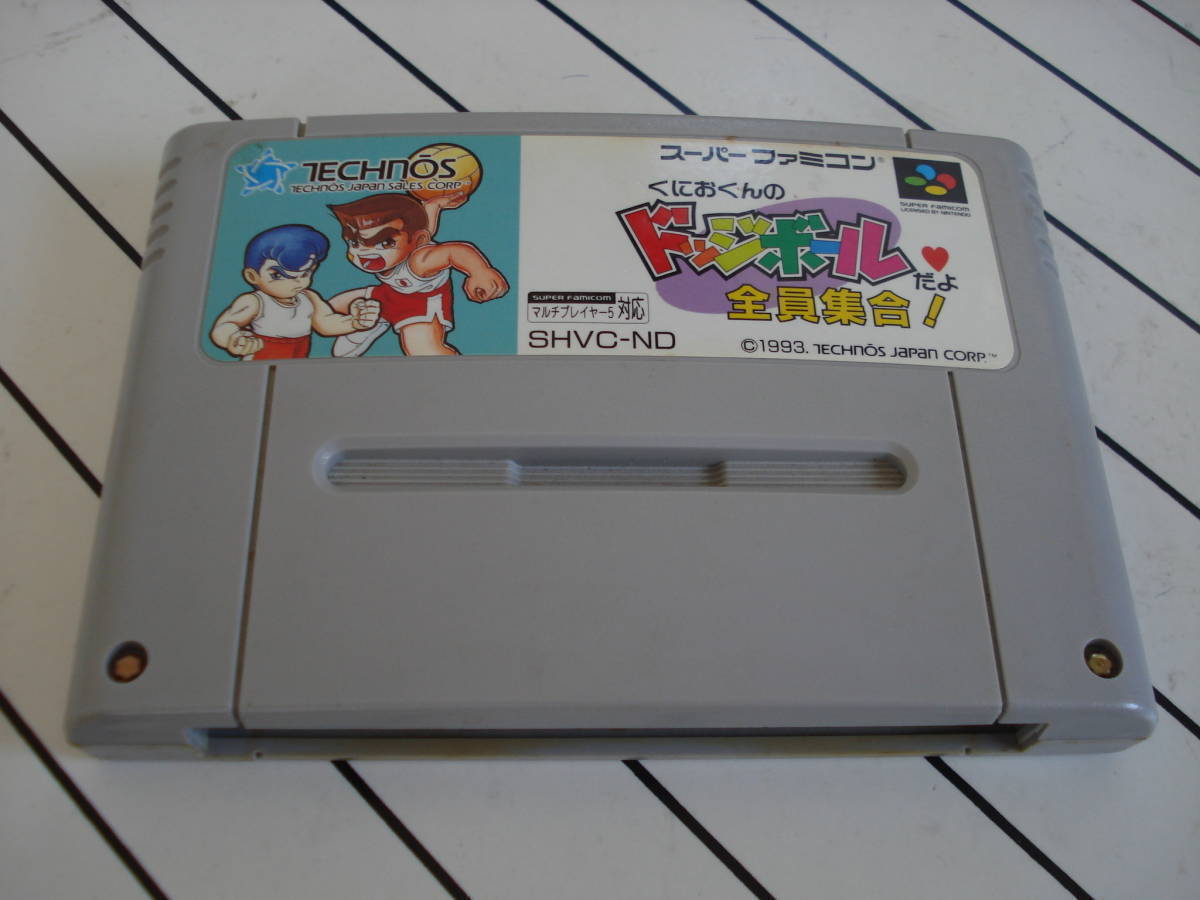 TECHNŌS
TECHNŌS JAPAN SALES CORP.™
スーパーファミコン®
SUPER FAMICOM
LICENSED BY NINTENDO
くにおくんの
ドッジボール
だよ
全員集合!
SUPER FAMICOM
マルチプレイヤー5 対応
SHVC-ND
©1993. TECHNŌS JAPAN CORP.™